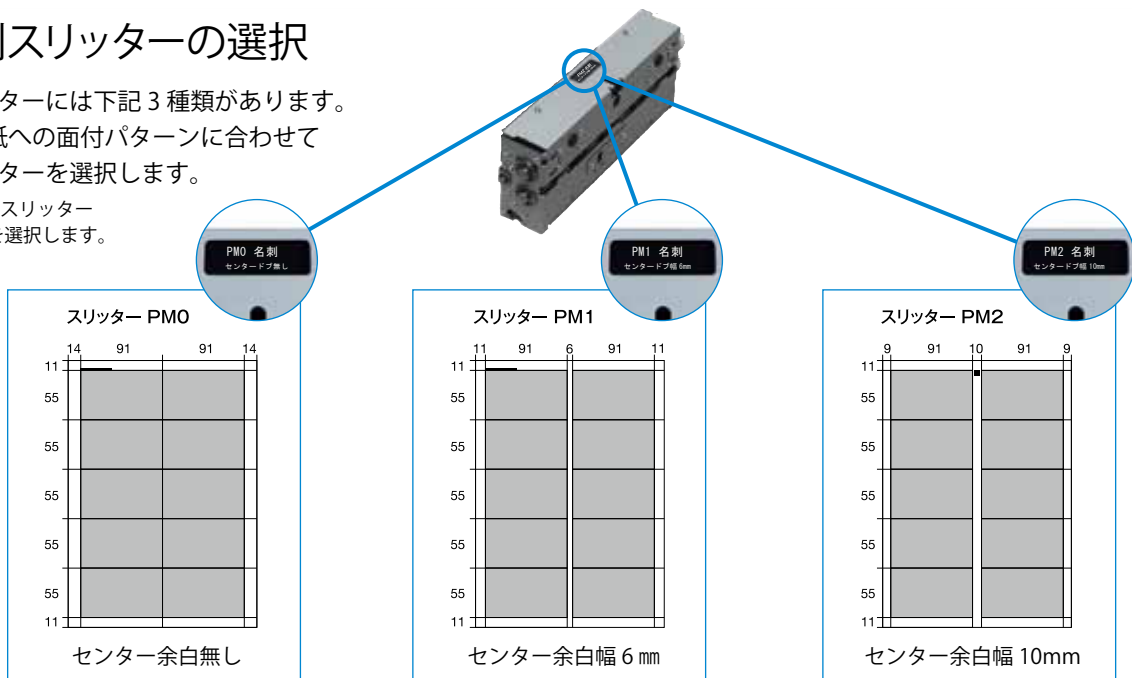 スリッターの選択
ターには下記 3 種類があります。
への面付パターンに合わせて
ターを選択します。
スリッター
を選択します。
PM0 名刺
センタードブ無し
PM1 名刺
センタードブ幅 6mm
PM2 名刺
センタードブ幅 10mm
スリッター PM0
14 91 91 14
11
55
55
55
55
55
11
センター余白無し
スリッター PM1
11 91 6 91 11
11
55
55
55
55
55
11
センター余白幅 6 ㎜
スリッター PM2
9 91 10 91 9
11
55
55
55
55
55
11
センター余白幅 10mm